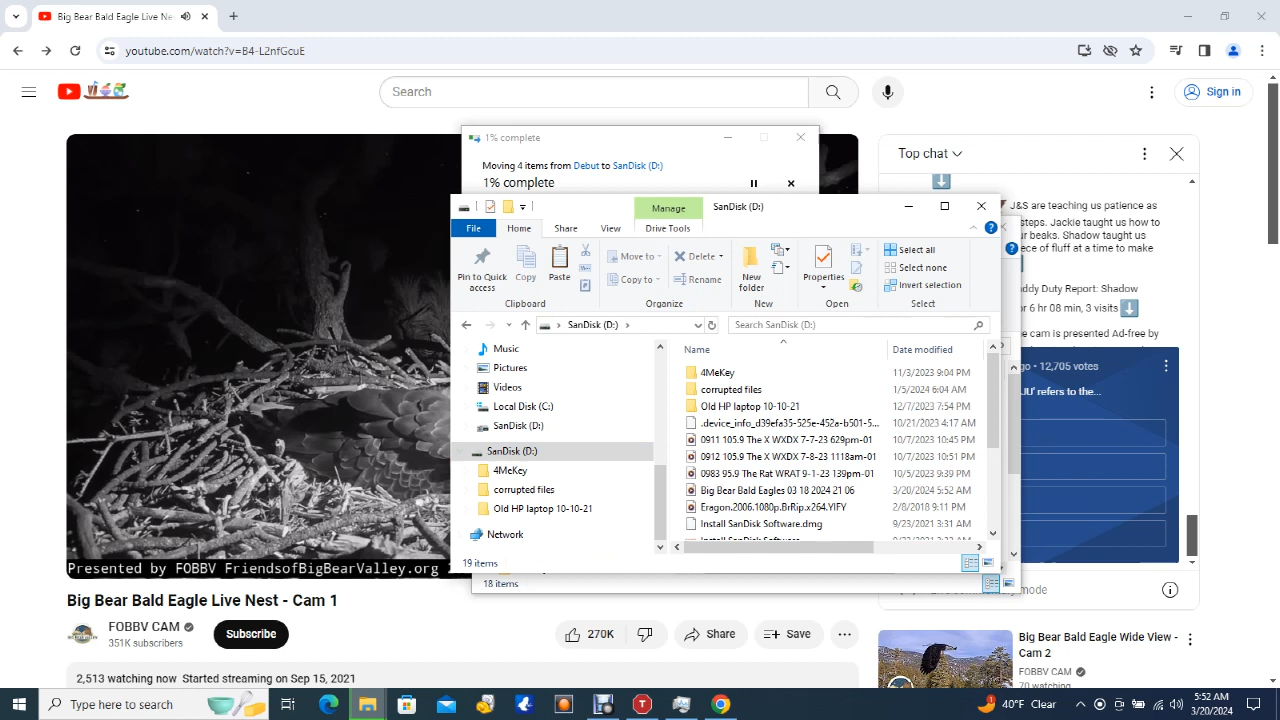 Big Bear Bald Eagle Live Ne
youtube.com/watch?v=B4-L2nfGcuE
Search
Sign in
Top chat
J&S are teaching us patience as
steps. Jackie taught us how to
r beaks. Shadow taught us
ece of fluff at a time to make
ddy Duty Report: Shadow
or 6 hr 08 min, 3 visits
e cam is presented Ad-free by
go - 12,705 votes
JU' refers to the...
mode
1% complete
Moving 4 items from Debut to SanDisk (D:)
1% complete
Manage
SanDisk (D:)
File
Home
Share
View
Drive Tools
Pin to Quick access
Copy
Paste
Move to
Copy to
Delete
Rename
New folder
Properties
Select all
Select none
Invert selection
Clipboard
Organize
New
Open
Select
SanDisk (D:)
Search SanDisk (D:)
Music
Pictures
Videos
Local Disk (C:)
SanDisk (D:)
SanDisk (D:)
4MeKey
corrupted files
Old HP laptop 10-10-21
Network
Name
Date modified
4MeKey 11/3/2023 9:04 PM
corrupted files 1/5/2024 6:04 AM
Old HP laptop 10-10-21 12/7/2023 7:54 PM
.device_info_d39efa35-525e-452a-b501-5... 10/21/2023 4:17 AM
0911 105.9 The X WXDX 7-7-23 629pm-01 10/7/2023 10:45 PM
0912 105.9 The X WXDX 7-8-23 1118am-01 10/7/2023 10:51 PM
0983 95.9 The Rat WRAT 9-1-23 139pm-01 10/5/2023 9:39 PM
Big Bear Bald Eagles 03 18 2024 21 06 3/20/2024 5:52 AM
Eragon.2006.1080p.BrRip.x264.YIFY 2/8/2018 9:11 PM
Install SanDisk Software.dmg 9/23/2021 3:31 AM
19 items
18 items
Presented by FOBBV FriendsofBigBearValley.org
Big Bear Bald Eagle Live Nest - Cam 1
FOBBV CAM
351K subscribers
Subscribe
270K
Share
Save
2,513 watching now Started streaming on Sep 15, 2021
Big Bear Bald Eagle Wide View - Cam 2
FOBBV CAM
70 watching
Type here to search
40°F Clear
5:52 AM
3/20/2024